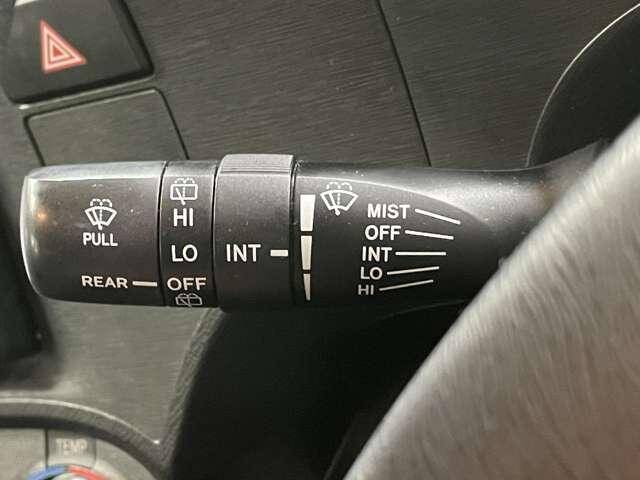 PULL
REAR
HI
LO
OFF
INT
MIST
OFF
INT
LO
HI
TEMP